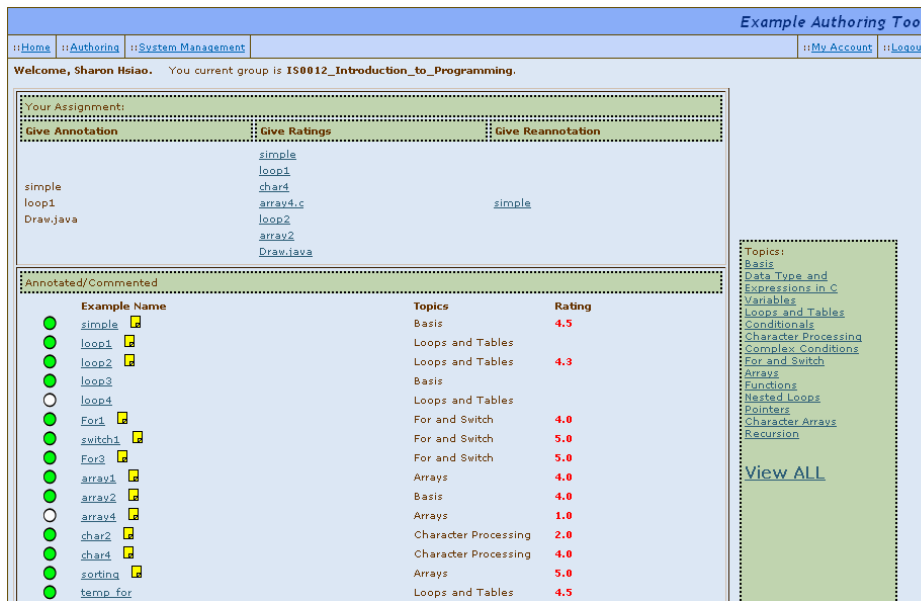 Example Authoring Too
::Home ::Authoring ::System Management ::My Account ::Logou
Welcome, Sharon Hsiao. You current group is IS0012_Introduction_to_Programming.
Your Assignment:
Give Annotation Give Ratings Give Reannotation
simple
loop1
simple char4
loop1 array4.c simple
Draw.java loop2
array2
Draw.java
Annotated/Commented
Example Name Topics Rating
simple Basis 4.5
loop1 Loops and Tables
loop2 Loops and Tables 4.3
loop3 Basis
loop4 Loops and Tables
For1 For and Switch 4.0
switch1 For and Switch 5.0
For3 For and Switch 5.0
array1 Arrays 4.0
array2 Basis 4.0
array4 Arrays 1.0
char2 Character Processing 2.0
char4 Character Processing 4.0
sorting Arrays 5.0
temp_for Loops and Tables 4.5
Topics:
Basis
Data Type and
Expressions in C
Variables
Loops and Tables
Conditionals
Character Processing
Complex Conditions
For and Switch
Arrays
Functions
Nested Loops
Pointers
Character Arrays
Recursion
View ALL